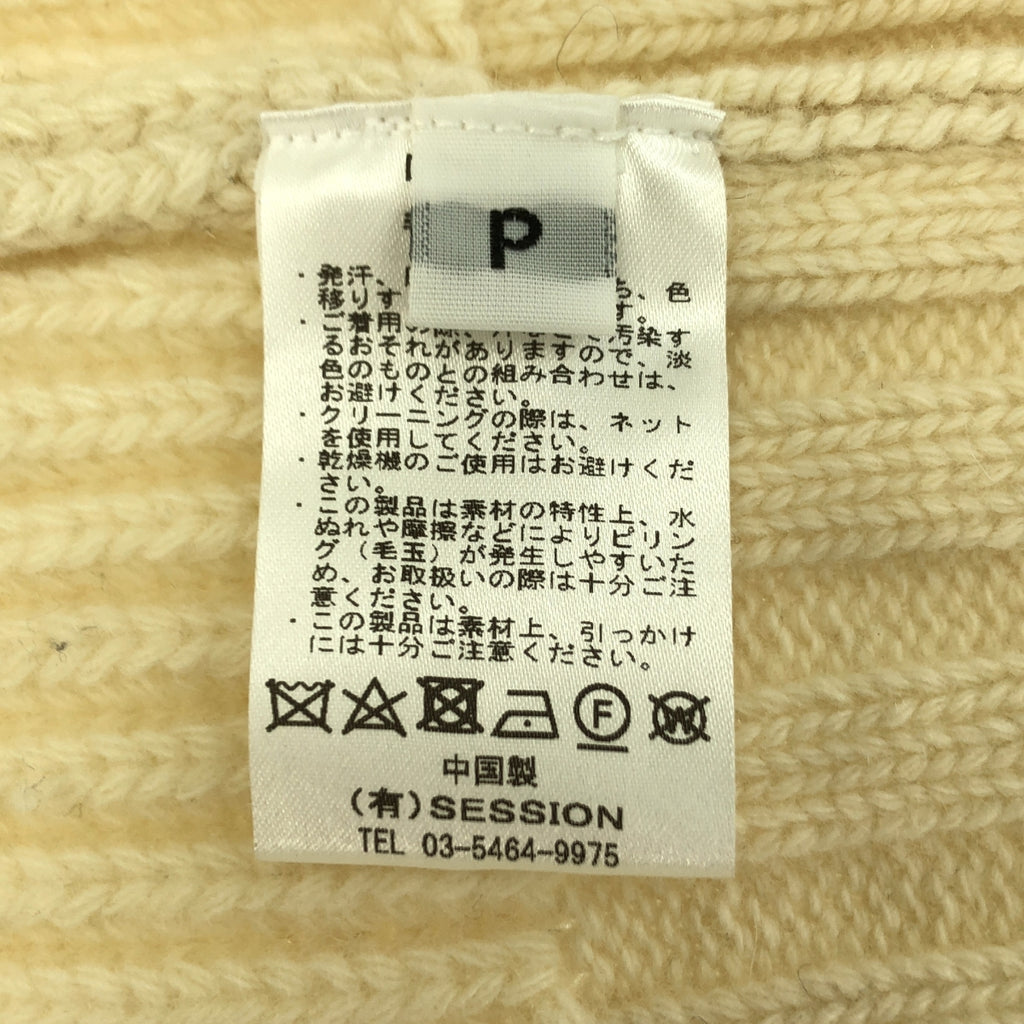 P
・発汗、 ち、色
移りす す。
・ご着用の際、 汚染す
るおそれがありますので、淡
色のものとの組み合わせは、
お避けください。
・クリーニングの際は、ネット
を使用してください。
・乾燥機のご使用はお避けくだ
さい。
・この製品は素材の特性上、水
ぬれや摩擦などによりピリン
グ（毛玉）が発生しやすいた
め、お取扱いの際は十分ご注
意ください。
・この製品は素材上、引っかけ
には十分ご注意ください。
F W
中国製
(有)SESSION
TEL 03-5464-9975